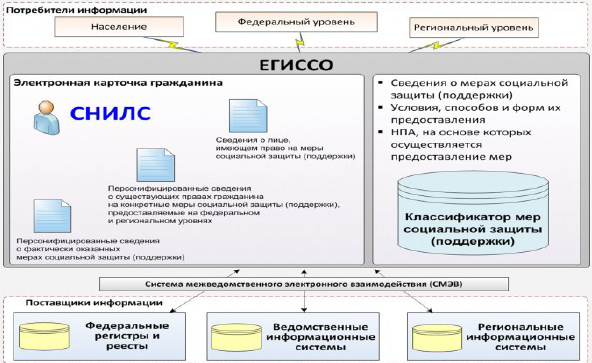 Потребители информации
Население
Федеральный уровень
Региональный уровень
ЕГИССО
Электронная карточка гражданина
СНИЛС
Сведения о лице,
имеющем право на меры
социальной защиты (поддержки)
Персонифицированные сведения
о существующих правах гражданина
на конкретные меры социальной защиты (поддержки),
предоставляемые на федеральном
и региональном уровнях
Персонифицированные сведения
о фактически оказанных
мерах социальной защиты (поддержки)
▪ Сведения о мерах социальной
защиты (поддержки)
▪ Условия, способов и форм их
предоставления
▪ НПА, на основе которых
осуществляется
предоставление мер
Классификатор мер
социальной защиты
(поддержки)
Система межведомственного электронного взаимодействия (СМЭВ)
Поставщики информации
Федеральные
регистры и
реесты
Ведомственные
информационные
системы
Региональные
информационные
системы